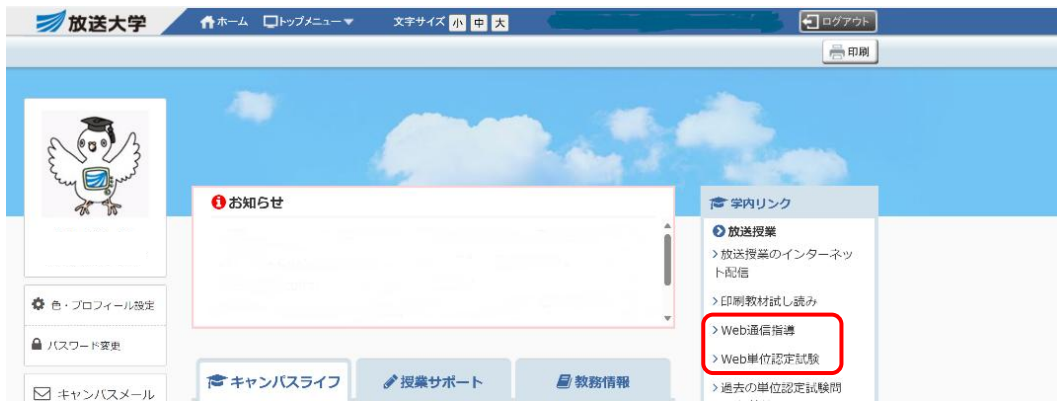 放送大学
ホーム トップメニュー▼ 文字サイズ 小 中 大 ログアウト
印刷
お知らせ
学内リンク
放送授業
>放送授業のインターネッ
ト配信
>印刷教材試し読み
>Web通信指導
>Web単位認定試験
>過去の単位認定試験問
色・プロフィール設定
パスワード変更
キャンパスメール
キャンパスライフ 授業サポート 教務情報